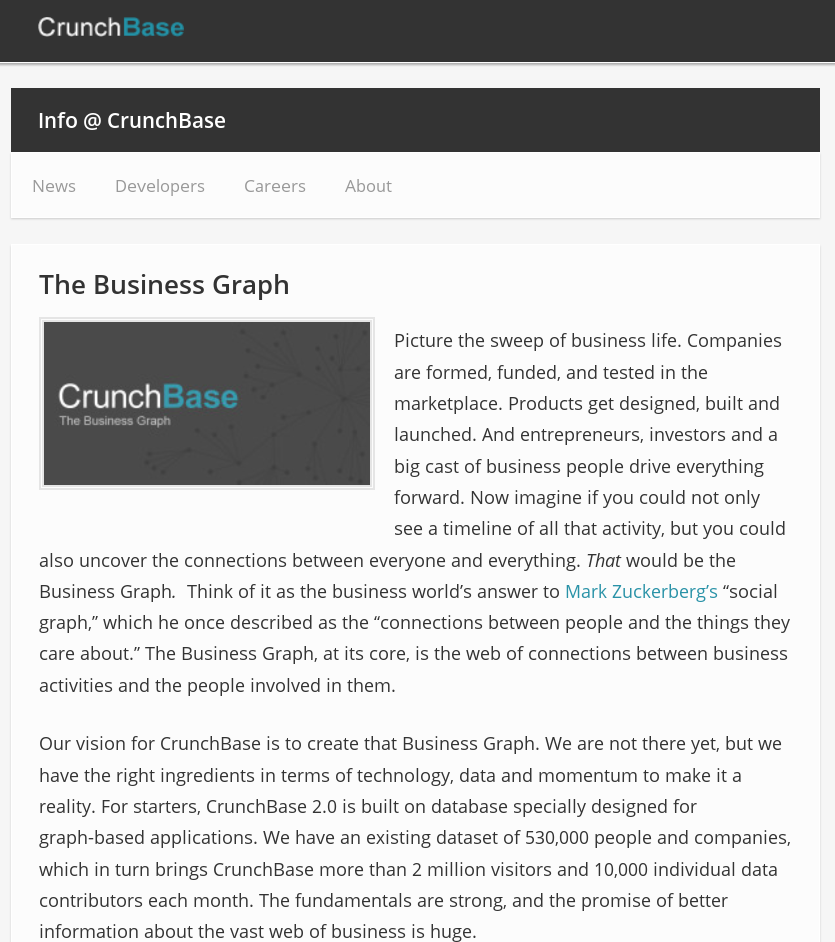 CrunchBase
Info @ CrunchBase
News Developers Careers About
The Business Graph
CrunchBase
The Business Graph
Picture the sweep of business life. Companies
are formed, funded, and tested in the
marketplace. Products get designed, built and
launched. And entrepreneurs, investors and a
big cast of business people drive everything
forward. Now imagine if you could not only
see a timeline of all that activity, but you could
also uncover the connections between everyone and everything. That would be the
Business Graph.  Think of it as the business world’s answer to Mark Zuckerberg’s “social
graph,” which he once described as the “connections between people and the things they
care about.” The Business Graph, at its core, is the web of connections between business
activities and the people involved in them.
Our vision for CrunchBase is to create that Business Graph. We are not there yet, but we
have the right ingredients in terms of technology, data and momentum to make it a
reality. For starters, CrunchBase 2.0 is built on database specially designed for
graph-based applications. We have an existing dataset of 530,000 people and companies,
which in turn brings CrunchBase more than 2 million visitors and 10,000 individual data
contributors each month. The fundamentals are strong, and the promise of better
information about the vast web of business is huge.